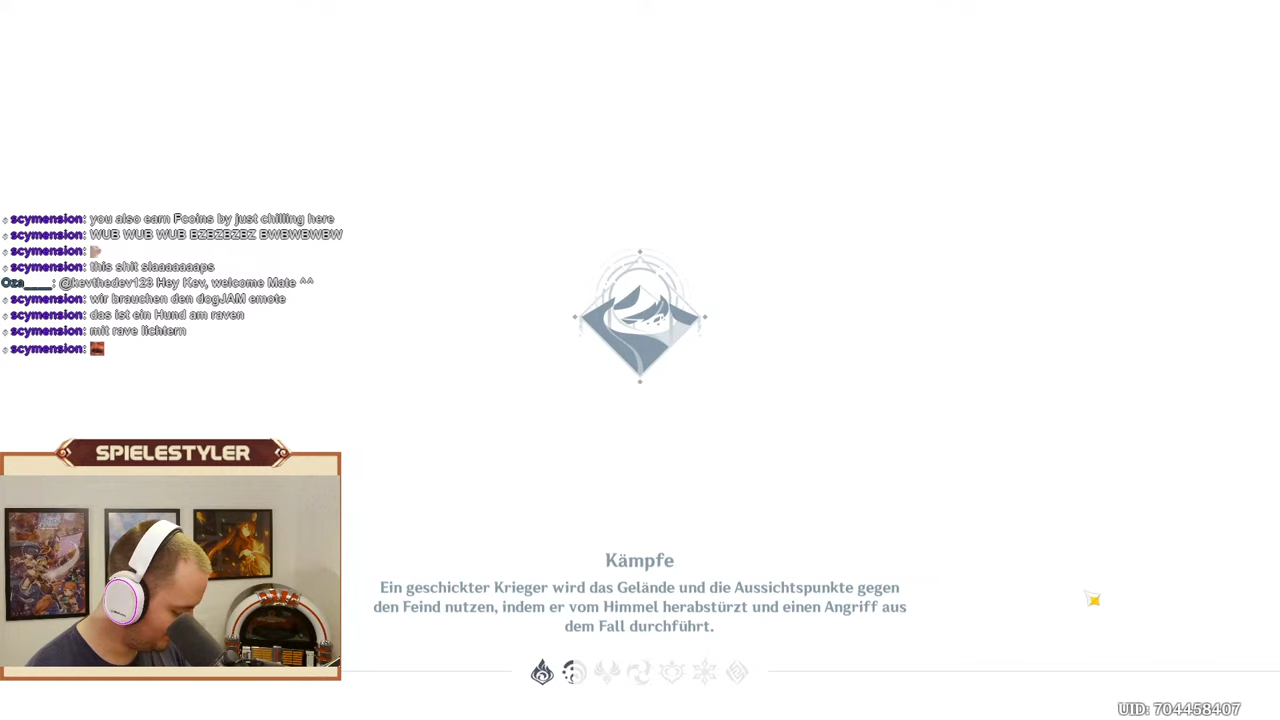 scymension: you also earn Fcoins by just chilling here
scymension: WUB WUB WUB BZBZBZBZ BWBWBWBW
scymension:
scymension: this shit slaaaaaaaps
Oza____: @kevthedev123 Hey Kev, welcome Mate ^^
scymension: wir brauchen den dogJAM emote
scymension: das ist ein Hund am raven
scymension: mit rave lichtern
scymension:
SPIELESTYLER
Kämpfe
Ein geschickter Krieger wird das Gelände und die Aussichtspunkte gegen
den Feind nutzen, indem er vom Himmel herabstürzt und einen Angriff aus
dem Fall durchführt.
UID: 704458407